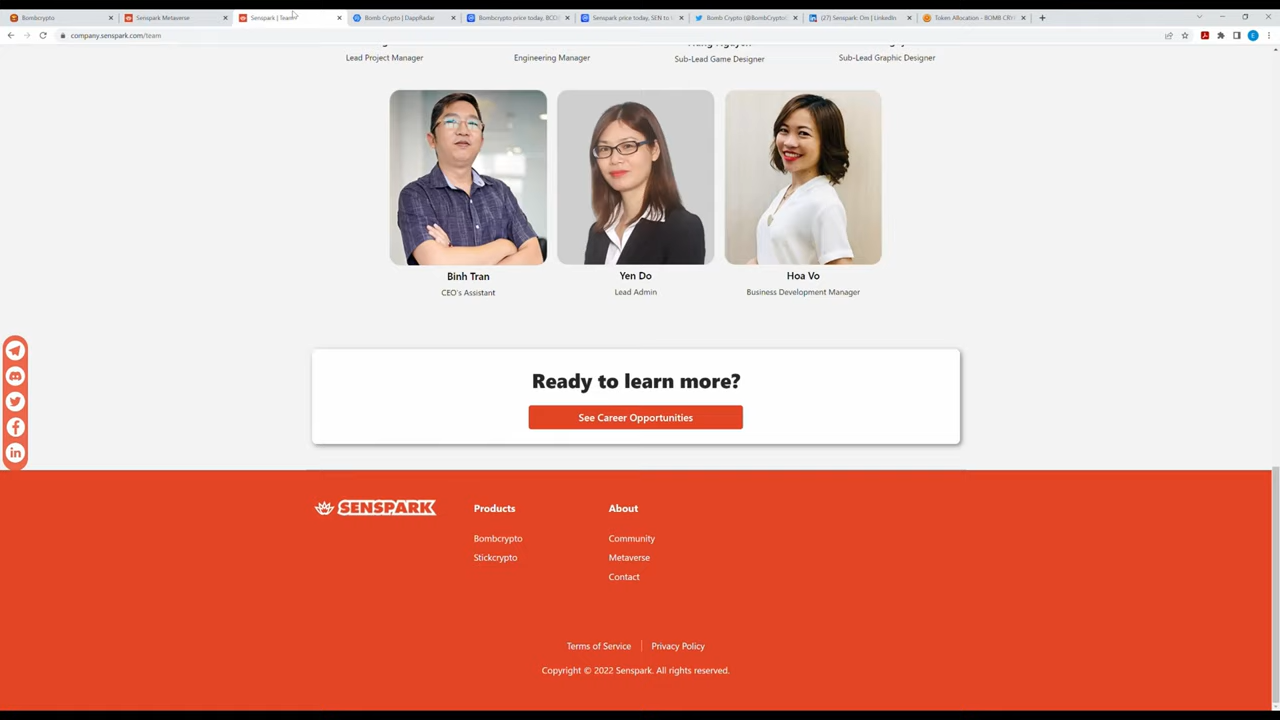 Bombcrypto
Senspark Metaverse
Senspark | Team
Bomb Crypto | DappRadar
Bombcrypto price today, BCOI
Senspark price today, SEN to
Bomb Crypto (@BombCrypto
(27) Senspark: Om | LinkedIn
Token Allocation - BOMB CRY
company.senspark.com/team
E
Lead Project Manager
Engineering Manager
Sub-Lead Game Designer
Sub-Lead Graphic Designer
Binh Tran
CEO's Assistant
Yen Do
Lead Admin
Hoa Vo
Business Development Manager
Ready to learn more?
See Career Opportunities
SENSPARK
Products
Bombcrypto
Stickcrypto
About
Community
Metaverse
Contact
Terms of Service
Privacy Policy
Copyright © 2022 Senspark. All rights reserved.